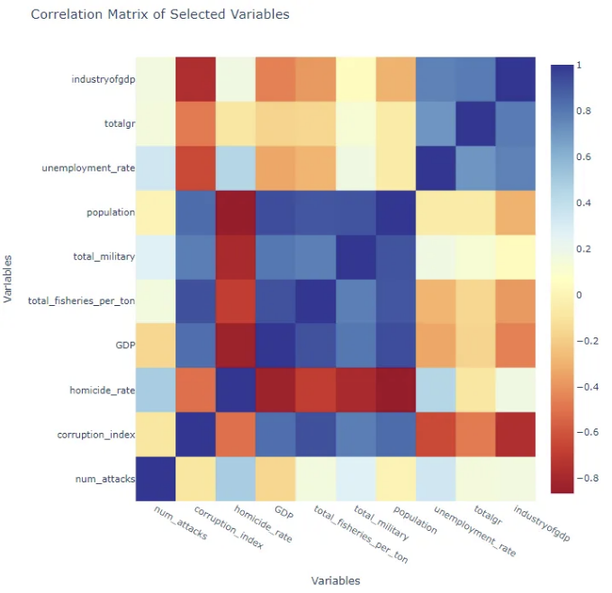 Correlation Matrix of Selected Variables
Variables
industryofgdp
totalgr
unemployment_rate
population
total_military
total_fisheries_per_ton
GDP
homicide_rate
corruption_index
num_attacks
num_attacks
corruption_index
homicide_rate
GDP
total_fisheries_per_ton
total_military
population
unemployment_rate
totalgr
industryofgdp
Variables
1
0.8
0.6
0.4
0.2
0
−0.2
−0.4
−0.6
−0.8